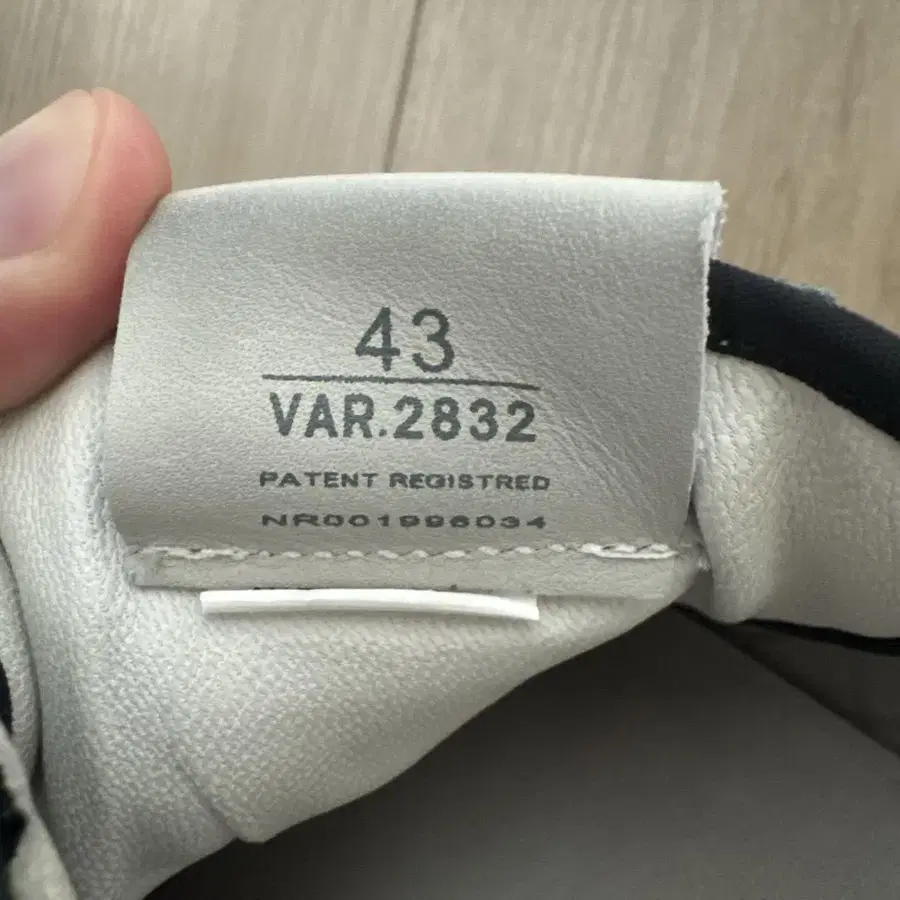 43
VAR.2832
PATENT REGISTRED
NR001996034